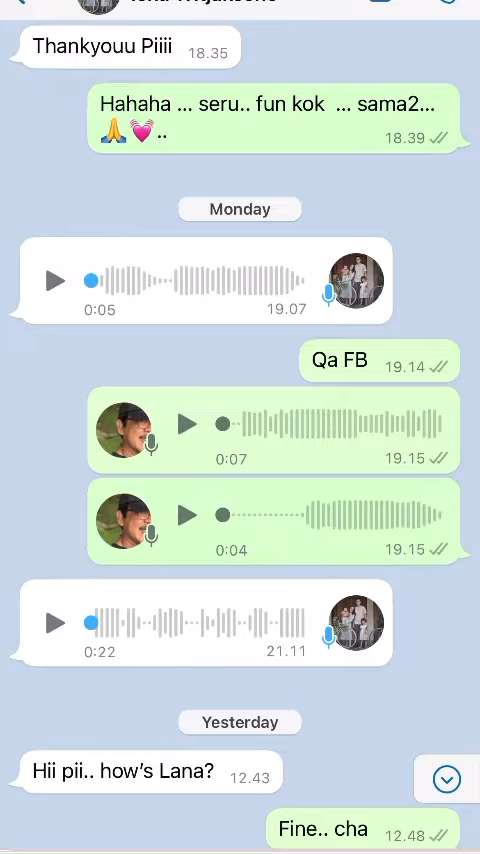 Thankyouu Piiii 18.35
Hahaha ... seru.. fun kok ... sama2...
🙏💓.. 18.39
Monday
0:05 19.07
Qa FB 19.14
0:07 19.15
0:04 19.15
0:22 21.11
Yesterday
Hii pii.. how's Lana? 12.43
Fine.. cha 12.48